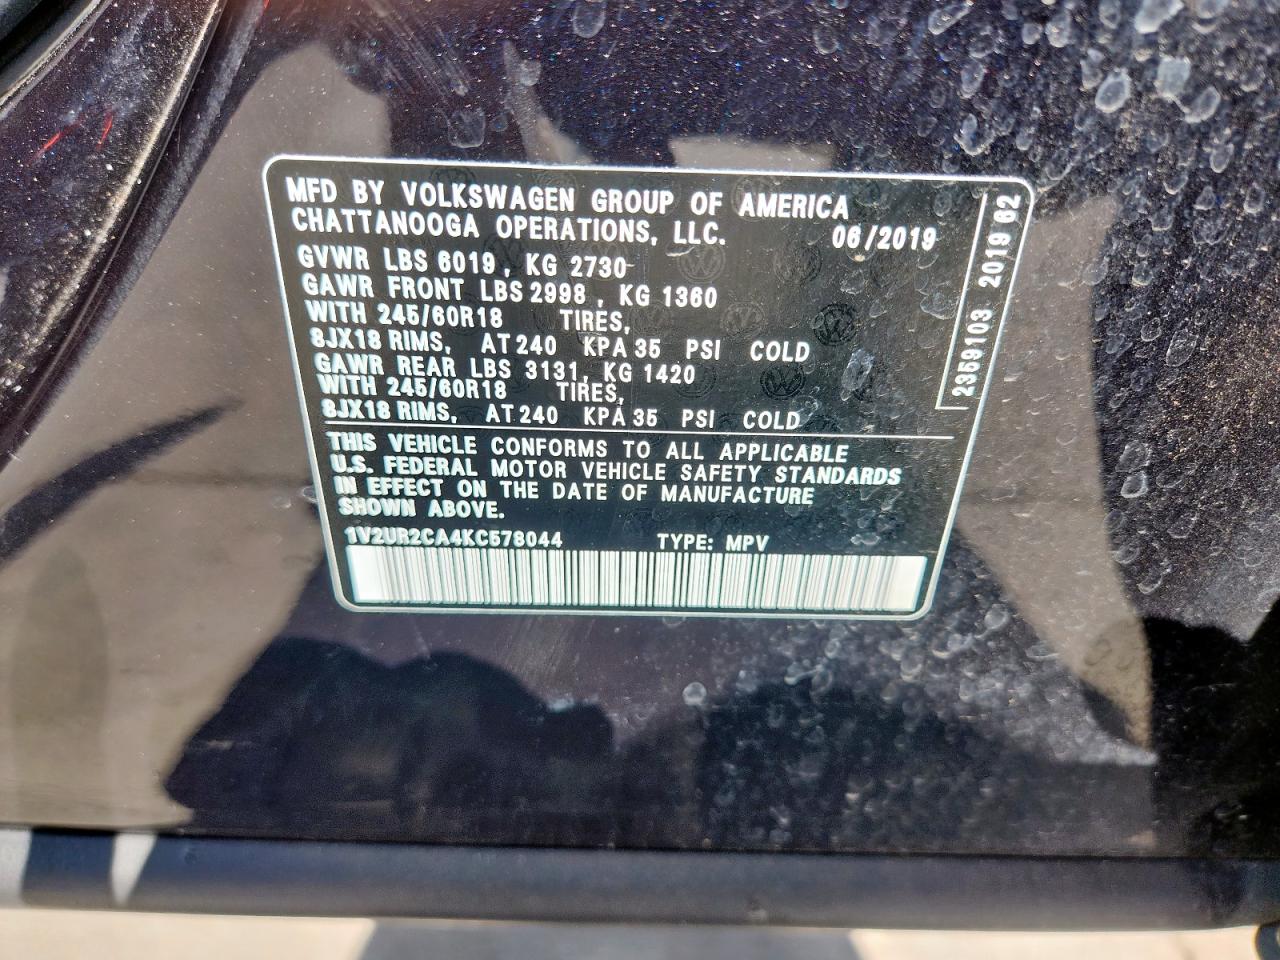 MFD BY VOLKSWAGEN GROUP OF AMERICA
CHATTANOOGA OPERATIONS, LLC. 06/2019
GVWR LBS 6019, KG 2730
GAWR FRONT LBS 2998, KG 1360
WITH 245/60R18 TIRES,
8JX18 RIMS, AT 240 KPA 35 PSI COLD
GAWR REAR LBS 3131, KG 1420
WITH 245/60R18 TIRES,
8JX18 RIMS, AT 240 KPA 35 PSI COLD
THIS VEHICLE CONFORMS TO ALL APPLICABLE
U.S. FEDERAL MOTOR VEHICLE SAFETY STANDARDS
IN EFFECT ON THE DATE OF MANUFACTURE
SHOWN ABOVE.
1V2UR2CA4KC578044 TYPE: MPV
2359103 2019 62